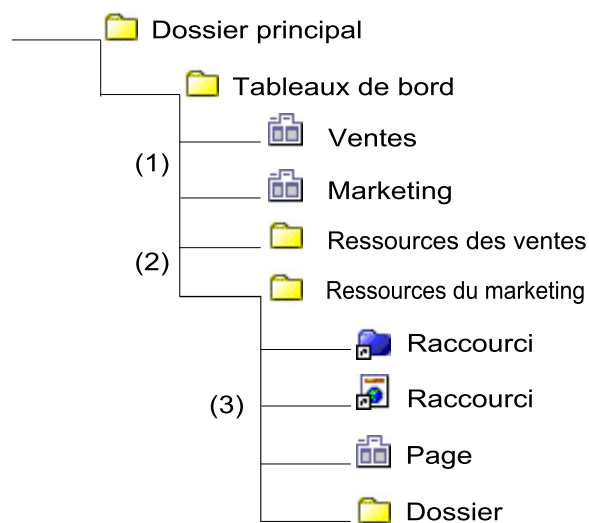 Dossier principal
Tableaux de bord
Ventes
(1)
Marketing
Ressources des ventes
(2)
Ressources du marketing
Raccourci
Raccourci
(3)
Page
Dossier